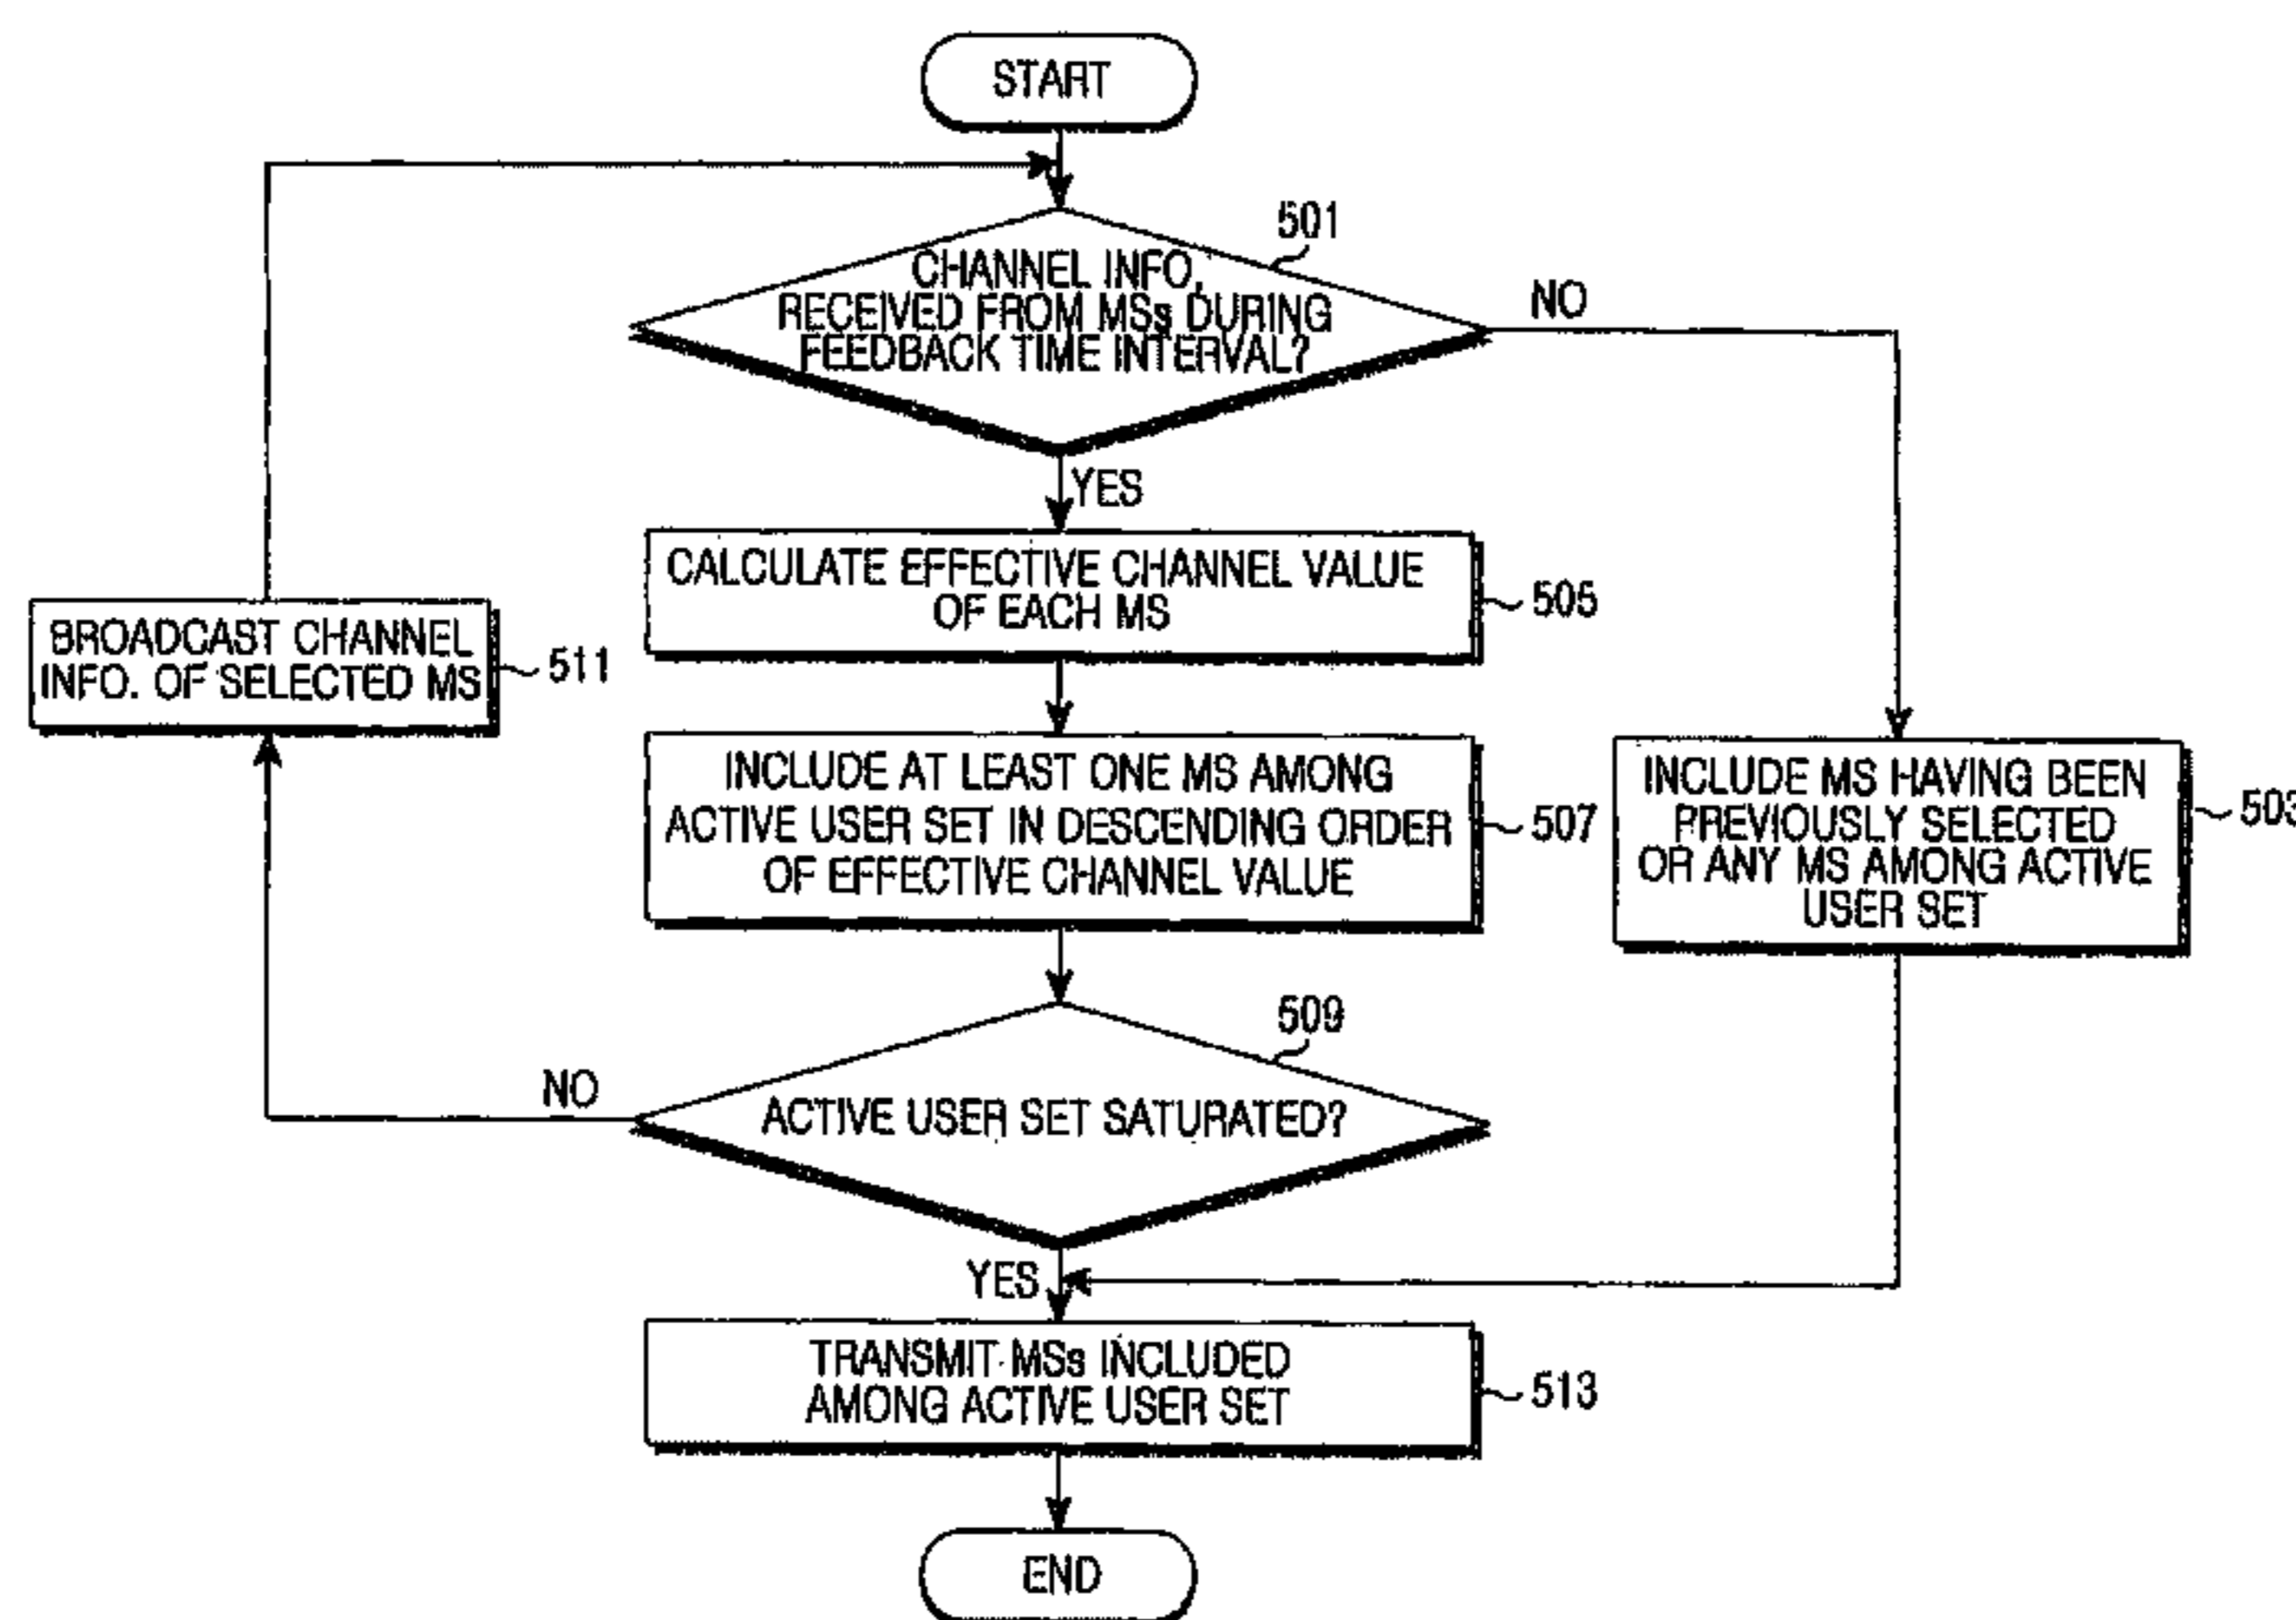 START
501
CHANNEL INFO,
RECEIVED FROM MSs DURING
FEEDBACK TIME INTERVAL?
NO
YES
CALCULATE EFFECTIVE CHANNEL VALUE
OF EACH MS
505
BROADCAST CHANNEL
INFO. OF SELECTED MS
511
INCLUDE AT LEAST ONE MS AMONG
ACTIVE USER SET IN DESCENDING ORDER
OF EFFECTIVE CHANNEL VALUE
507
INCLUDE MS HAVING BEEN
PREVIOUSLY SELECTED
OR ANY MS AMONG ACTIVE
USER SET
503
509
NO
ACTIVE USER SET SATURATED?
YES
TRANSMIT MSs INCLUDED
AMONG ACTIVE USER SET
513
END